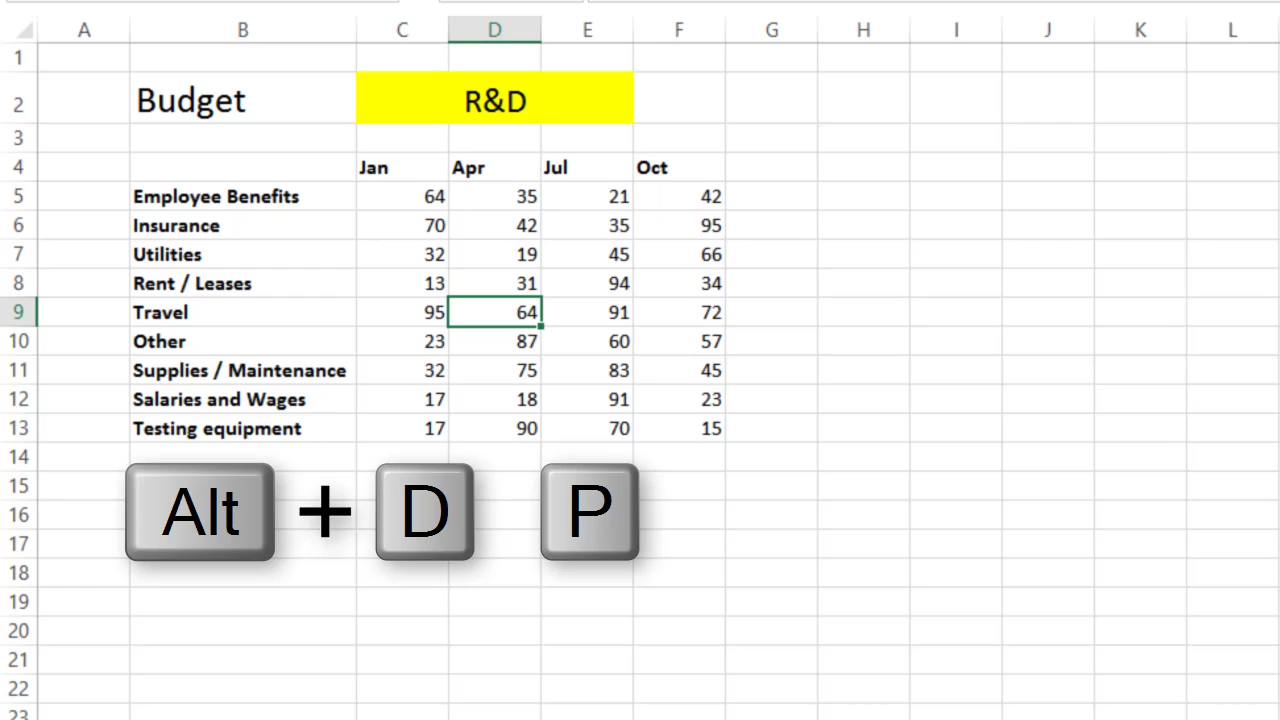 A B C D E F G H I J K L
1
2 Budget R&D
3
4 Jan Apr Jul Oct
5 Employee Benefits 64 35 21 42
6 Insurance 70 42 35 95
7 Utilities 32 19 45 66
8 Rent / Leases 13 31 94 34
9 Travel 95 64 91 72
10 Other 23 87 60 57
11 Supplies / Maintenance 32 75 83 45
12 Salaries and Wages 17 18 91 23
13 Testing equipment 17 90 70 15
14
15
16 Alt + D P
17
18
19
20
21
22
23